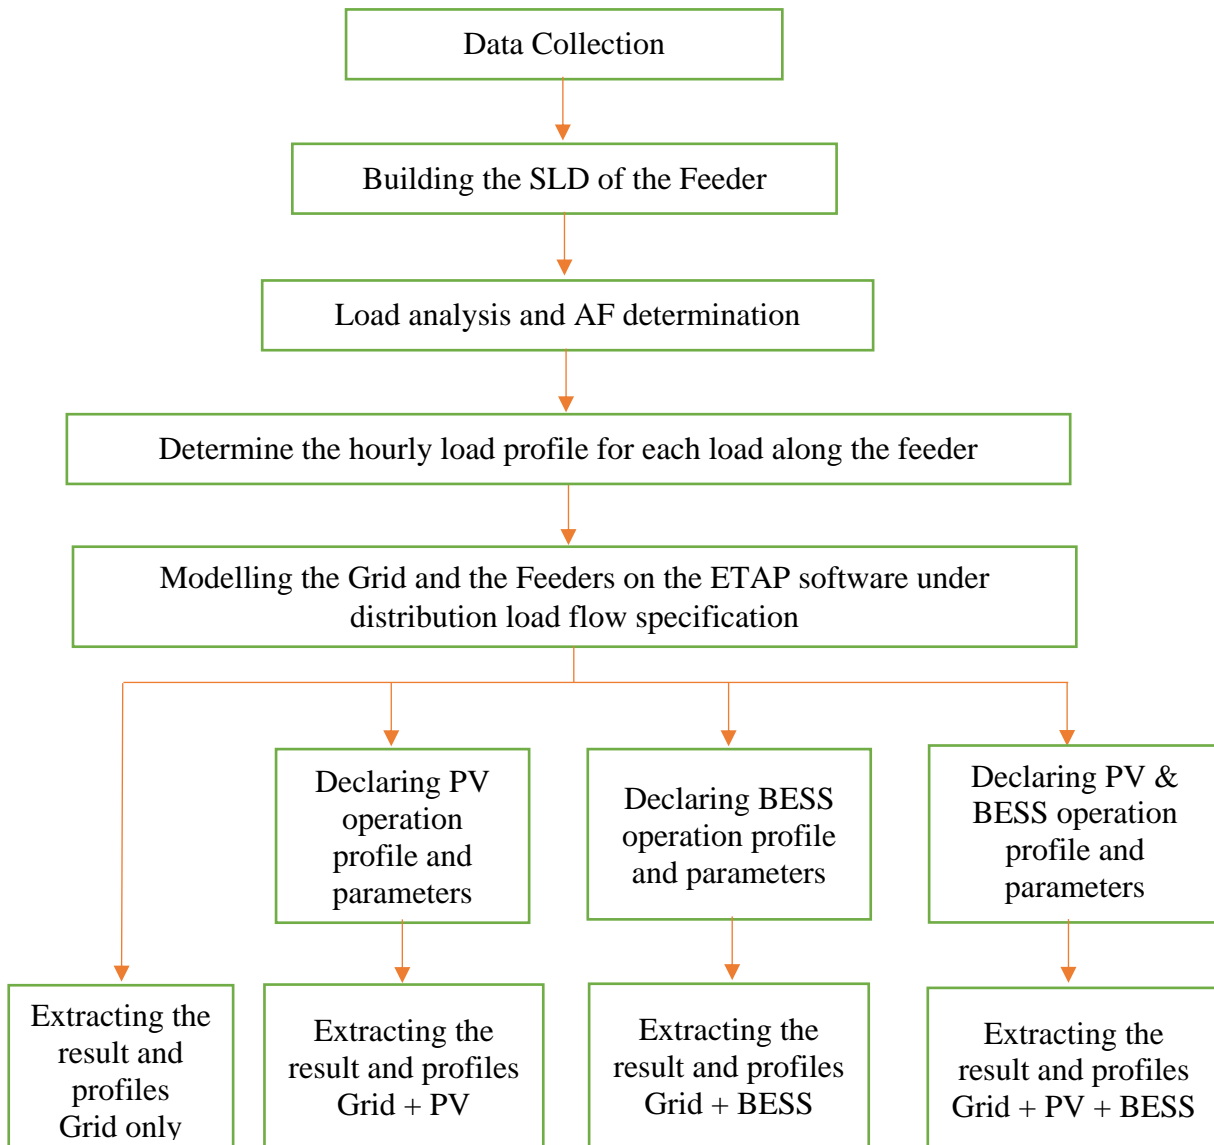 Data Collection
Building the SLD of the Feeder
Load analysis and AF determination
Determine the hourly load profile for each load along the feeder
Modelling the Grid and the Feeders on the ETAP software under
distribution load flow specification
Declaring PV
operation
profile and
parameters
Declaring BESS
operation profile
and parameters
Declaring PV &
BESS operation
profile and
parameters
Extracting the
result and
profiles
Grid only
Extracting the
result and profiles
Grid + PV
Extracting the
result and profiles
Grid + BESS
Extracting the
result and profiles
Grid + PV + BESS